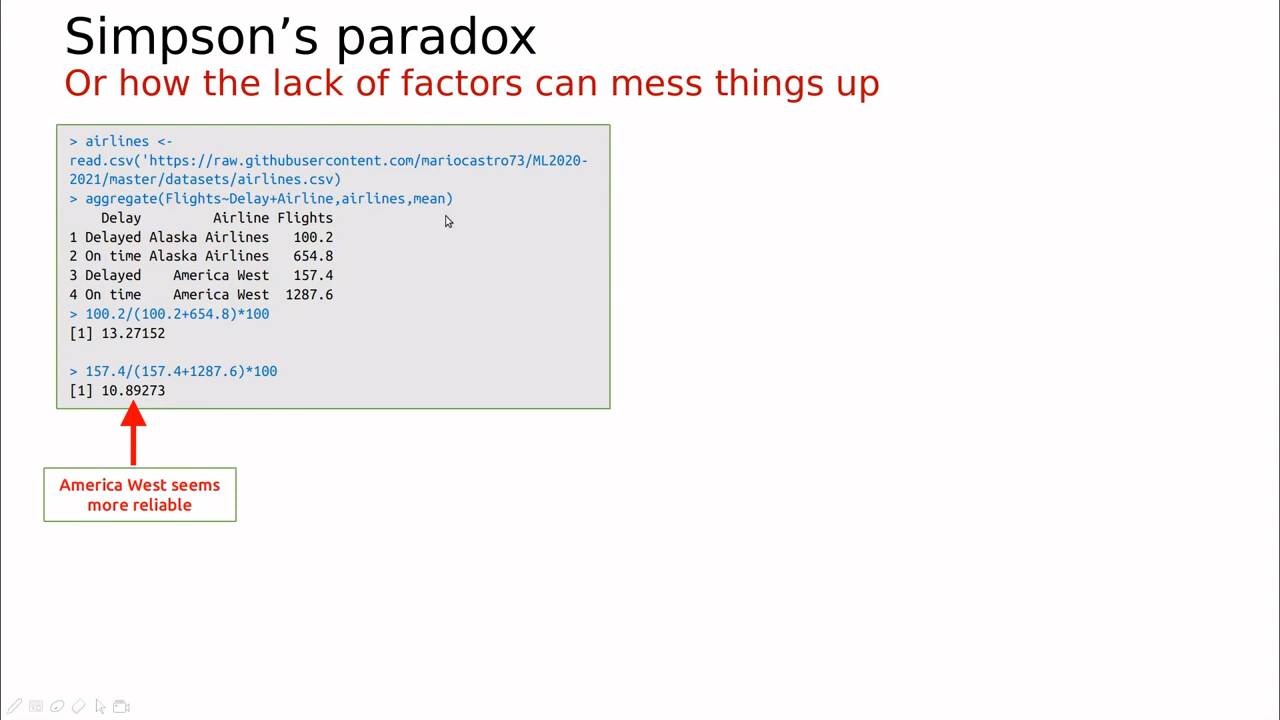 Simpson’s paradox
Or how the lack of factors can mess things up
> airlines <-
read.csv('https://raw.githubusercontent.com/mariocastro73/ML2020-
2021/master/datasets/airlines.csv)
> aggregate(Flights~Delay+Airline,airlines,mean)
Delay Airline Flights
1 Delayed Alaska Airlines 100.2
2 On time Alaska Airlines 654.8
3 Delayed America West 157.4
4 On time America West 1287.6
> 100.2/(100.2+654.8)*100
[1] 13.27152
> 157.4/(157.4+1287.6)*100
[1] 10.89273
America West seems
more reliable